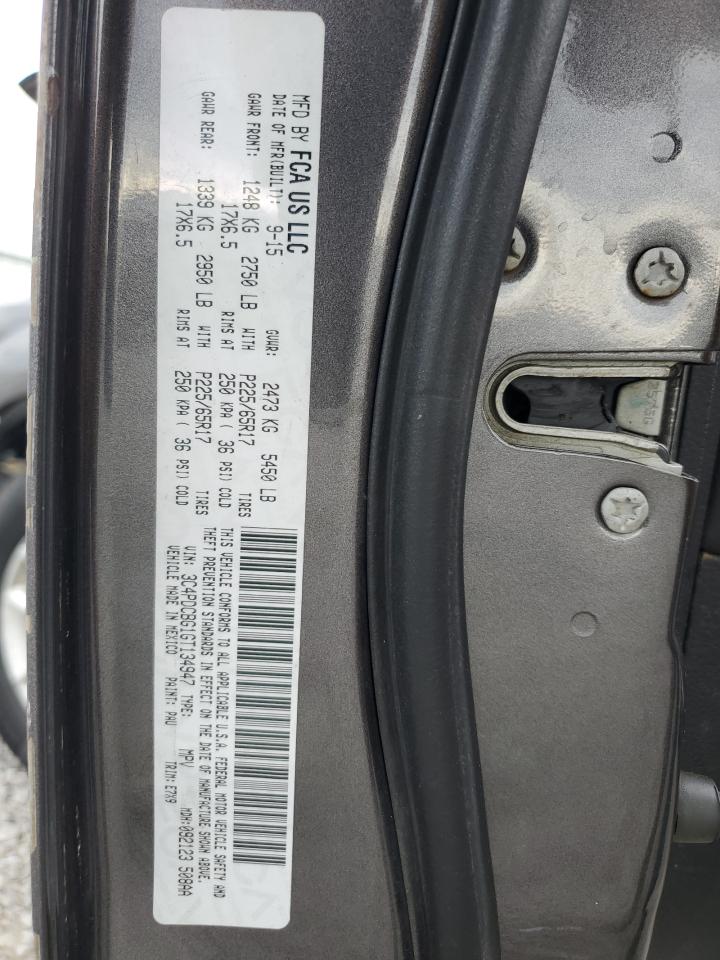 MFD BY FCA US LLC
DATE OF MFR(BUILT): 9-15 GVWR: 2473 KG 5450 LB
GAWR FRONT: 1248 KG 2750 LB WITH P225/65R17 TIRES
17X6.5 RIMS AT 250 KPA ( 36 PSI) COLD
GAWR REAR: 1339 KG 2950 LB WITH P225/65R17 TIRES
17X6.5 RIMS AT 250 KPA ( 36 PSI) COLD
THIS VEHICLE CONFORMS TO ALL APPLICABLE U.S.A. FEDERAL MOTOR VEHICLE SAFETY AND
THEFT PREVENTION STANDARDS IN EFFECT ON THE DATE OF MANUFACTURE SHOWN ABOVE.
VIN: 3C4PDCBG1GT134947 TYPE: MPV MDH:092123 508AA
VEHICLE MADE IN MEXICO PAINT: PAU TRIM: E7X9